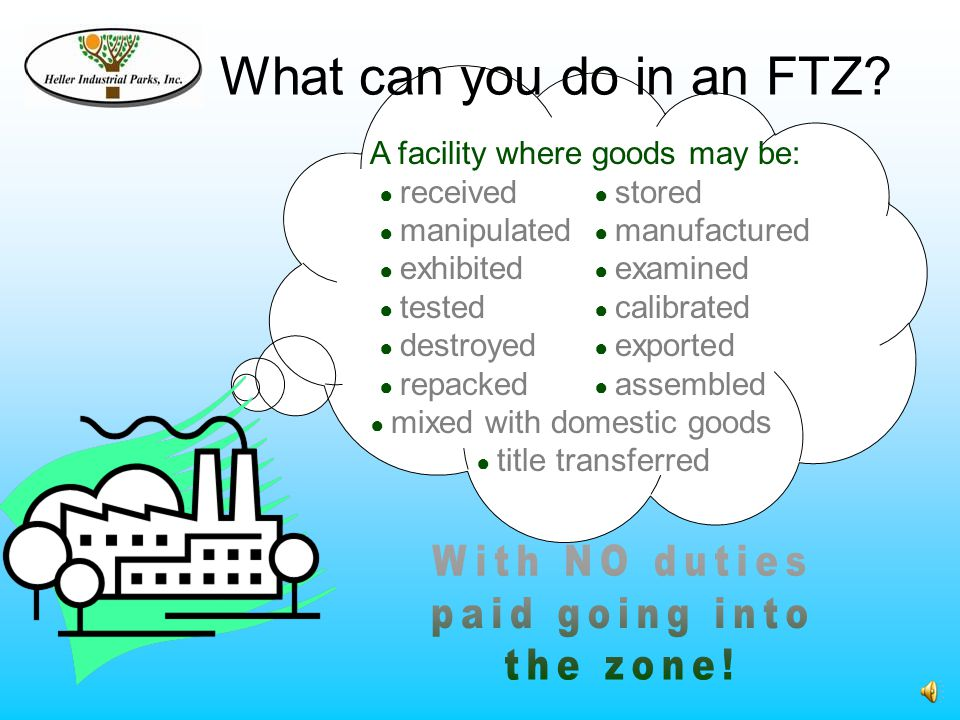 Heller Industrial Parks, Inc.
What can you do in an FTZ?
A facility where goods may be:
● received ● stored
● manipulated ● manufactured
● exhibited ● examined
● tested ● calibrated
● destroyed ● exported
● repacked ● assembled
● mixed with domestic goods
● title transferred
With NO duties
paid going into
the zone!